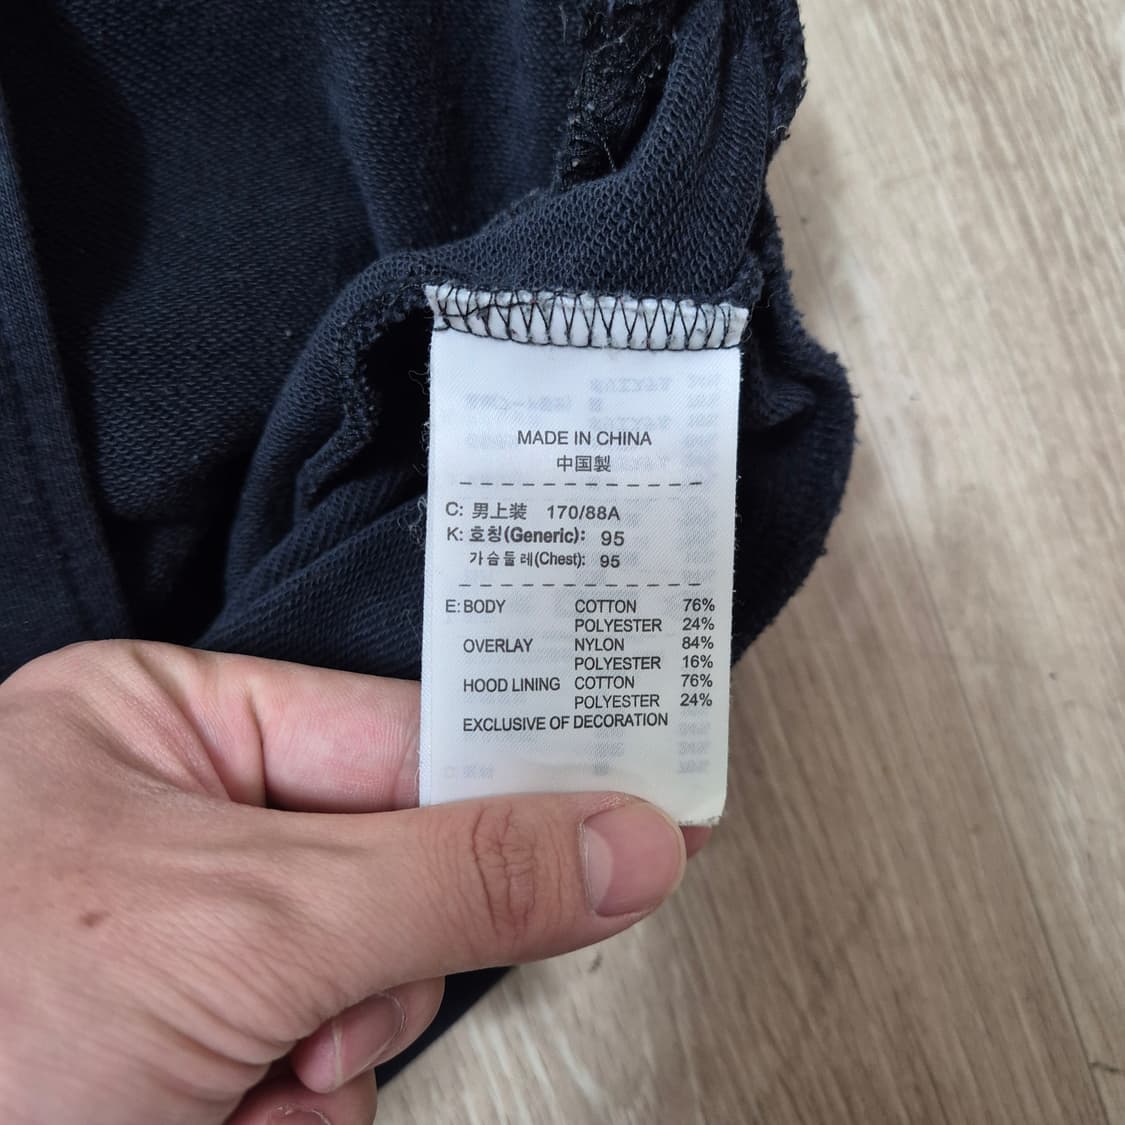 MADE IN CHINA
中国製
C: 男上装 170/88A
K: 호칭(Generic): 95
가슴둘레(Chest): 95
E: BODY COTTON 76%
POLYESTER 24%
OVERLAY NYLON 84%
POLYESTER 16%
HOOD LINING COTTON 76%
POLYESTER 24%
EXCLUSIVE OF DECORATION